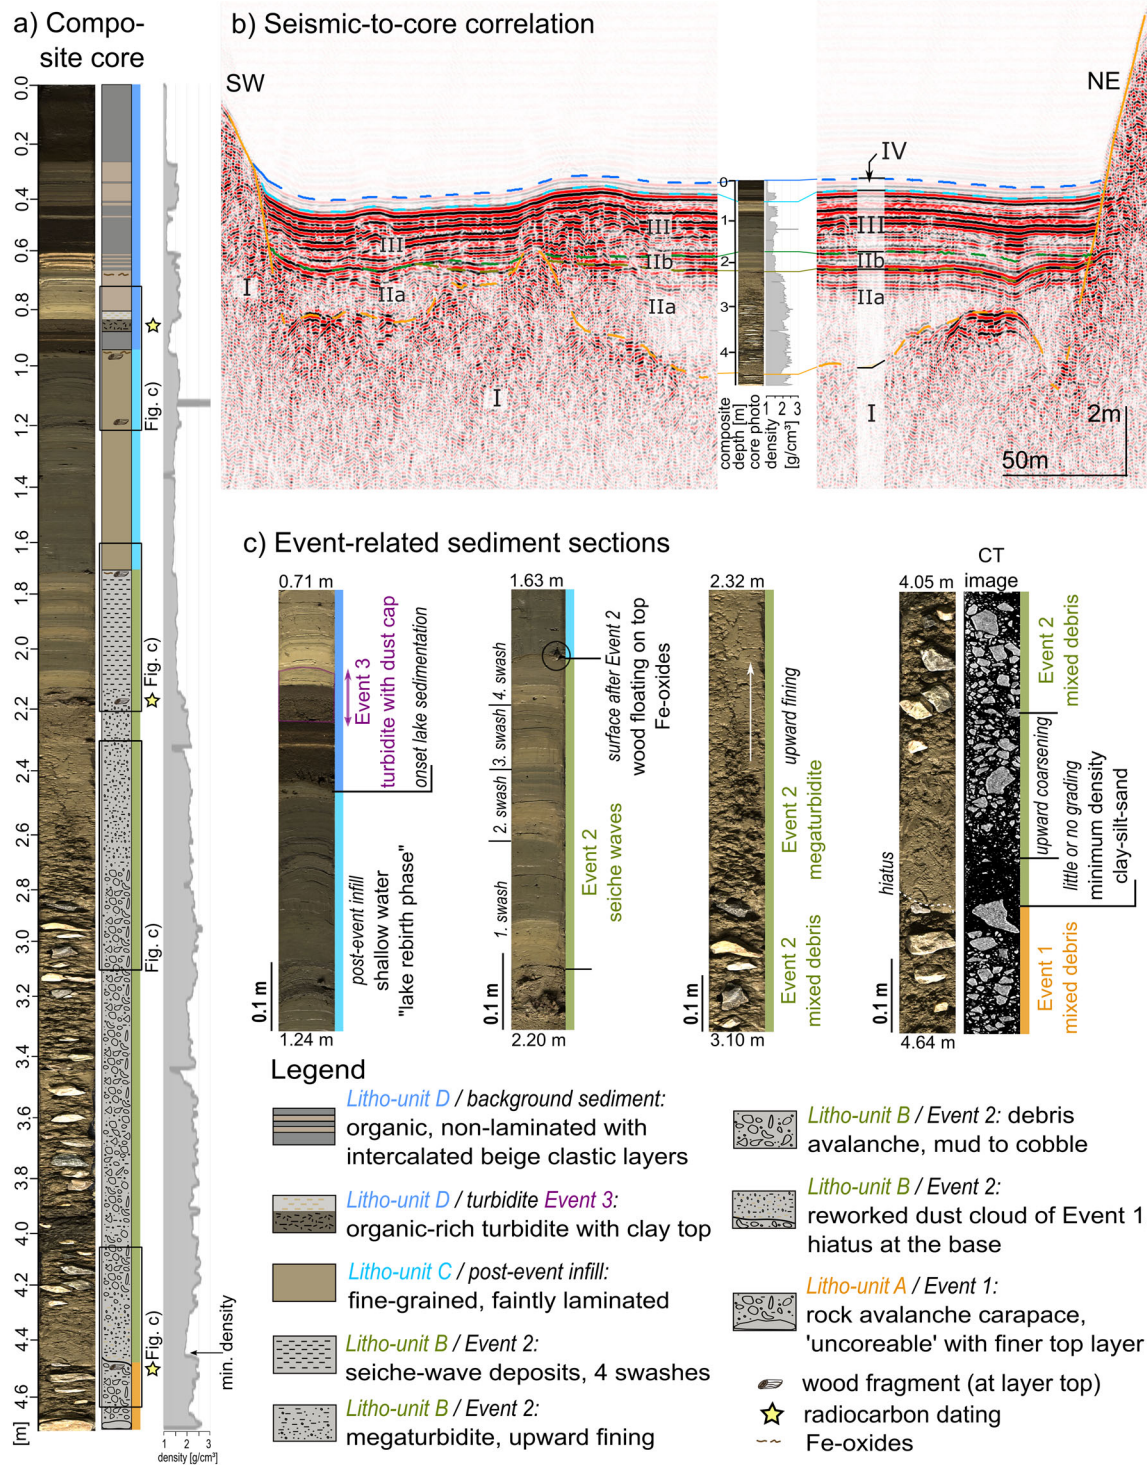 a) Compo-
site core
0.0
0.2
0.4
0.6
0.8
1.0
1.2
1.4
1.6
1.8
2.0
2.2
2.4
2.6
2.8
3.0
3.2
3.4
3.6
3.8
4.0
4.2
4.4
4.6
[m]
Fig. c)
Fig. c)
Fig. c)
Fig. c)
min. density
1 2 3
density [g/cm³]
b) Seismic-to-core correlation
SW
NE
IV
III
III
III
IIb
IIb
IIa
IIa
IIa
I
I
I
0
1
2
3
4
composite
depth [m]
core photo
density
[g/cm³]
1 2 3
2m
50m
c) Event-related sediment sections
0.71 m
Event 3
turbidite with dust cap
onset lake sedimentation
post-event infill
shallow water
"lake rebirth phase"
0.1 m
1.24 m
1.63 m
4. swash
3. swash
2. swash
1. swash
surface after Event 2
wood floating on top
Fe-oxides
Event 2
seiche waves
0.1 m
2.20 m
2.32 m
upward fining
Event 2
megaturbidite
Event 2
mixed debris
0.1 m
3.10 m
4.05 m
CT
image
hiatus
Event 2
mixed debris
upward coarsening
little or no grading
minimum density
clay-silt-sand
Event 1
mixed debris
0.1 m
4.64 m
Legend
Litho-unit D / background sediment:
organic, non-laminated with
intercalated beige clastic layers
Litho-unit D / turbidite Event 3:
organic-rich turbidite with clay top
Litho-unit C / post-event infill:
fine-grained, faintly laminated
Litho-unit B / Event 2:
seiche-wave deposits, 4 swashes
Litho-unit B / Event 2:
megaturbidite, upward fining
Litho-unit B / Event 2: debris
avalanche, mud to cobble
Litho-unit B / Event 2:
reworked dust cloud of Event 1
hiatus at the base
Litho-unit A / Event 1:
rock avalanche carapace,
'uncoreable' with finer top layer
wood fragment (at layer top)
radiocarbon dating
Fe-oxides